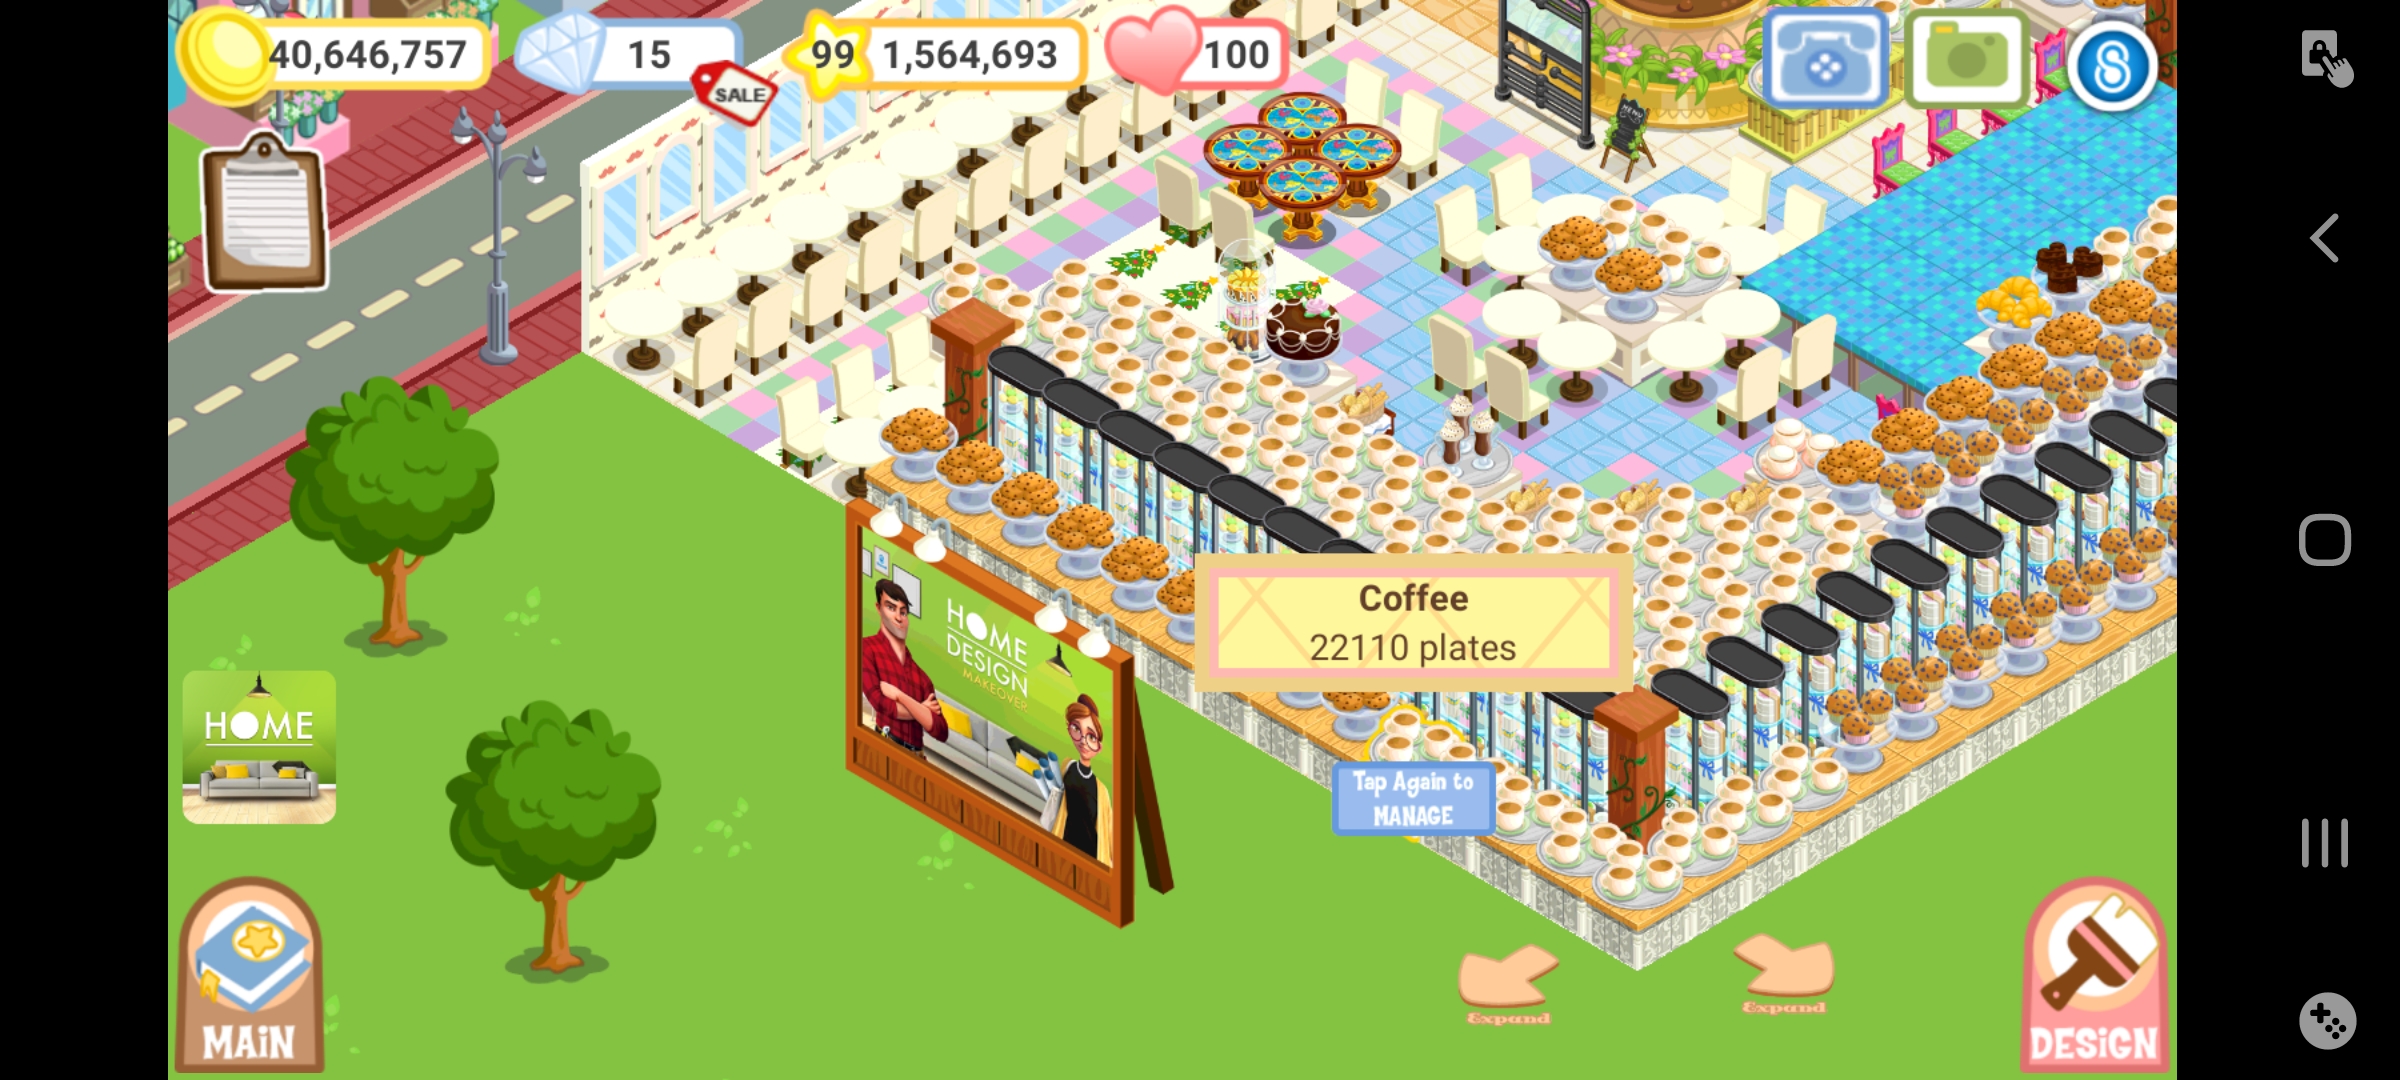 40,646,757
15
SALE
99
1,564,693
100
MENU
HOME
DESIGN
MAKEOVER
Coffee
22110 plates
HOME
Tap Again to
MANAGE
Expand
Expand
MAiN
DESiGN